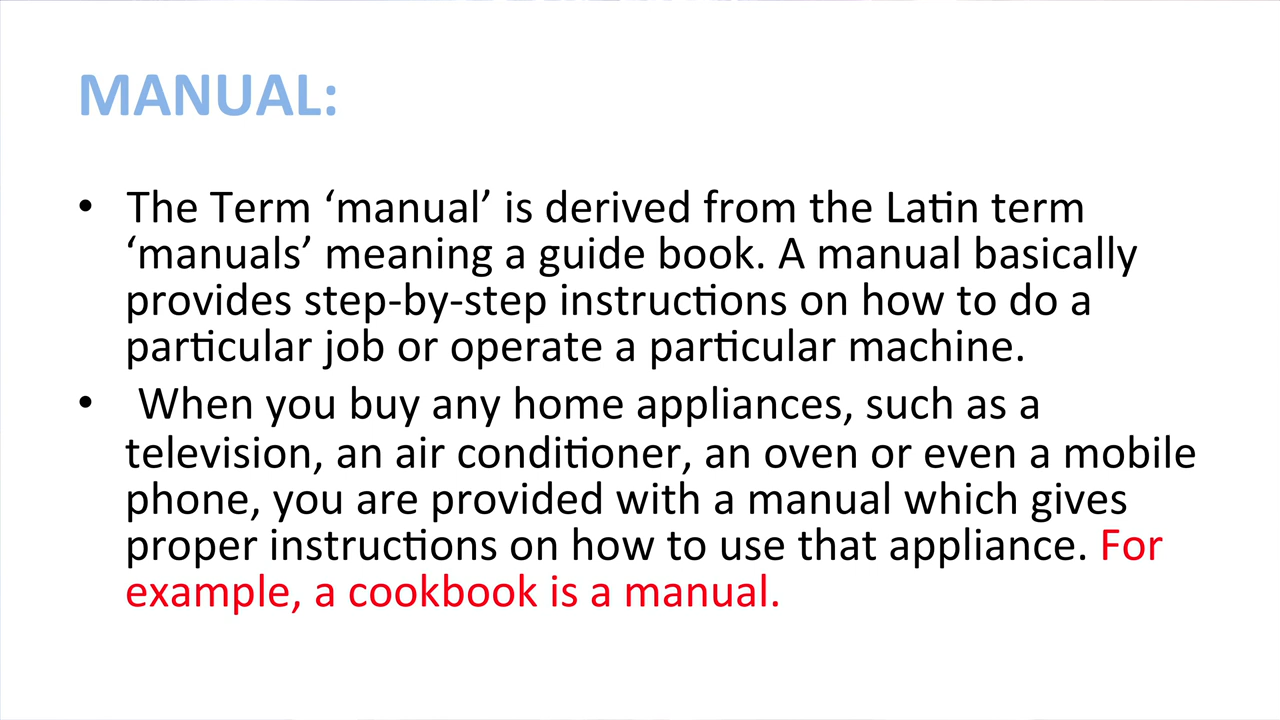 MANUAL:
• The Term ‘manual’ is derived from the Latin term
‘manuals’ meaning a guide book. A manual basically
provides step-by-step instructions on how to do a
particular job or operate a particular machine.
• When you buy any home appliances, such as a
television, an air conditioner, an oven or even a mobile
phone, you are provided with a manual which gives
proper instructions on how to use that appliance. For
example, a cookbook is a manual.